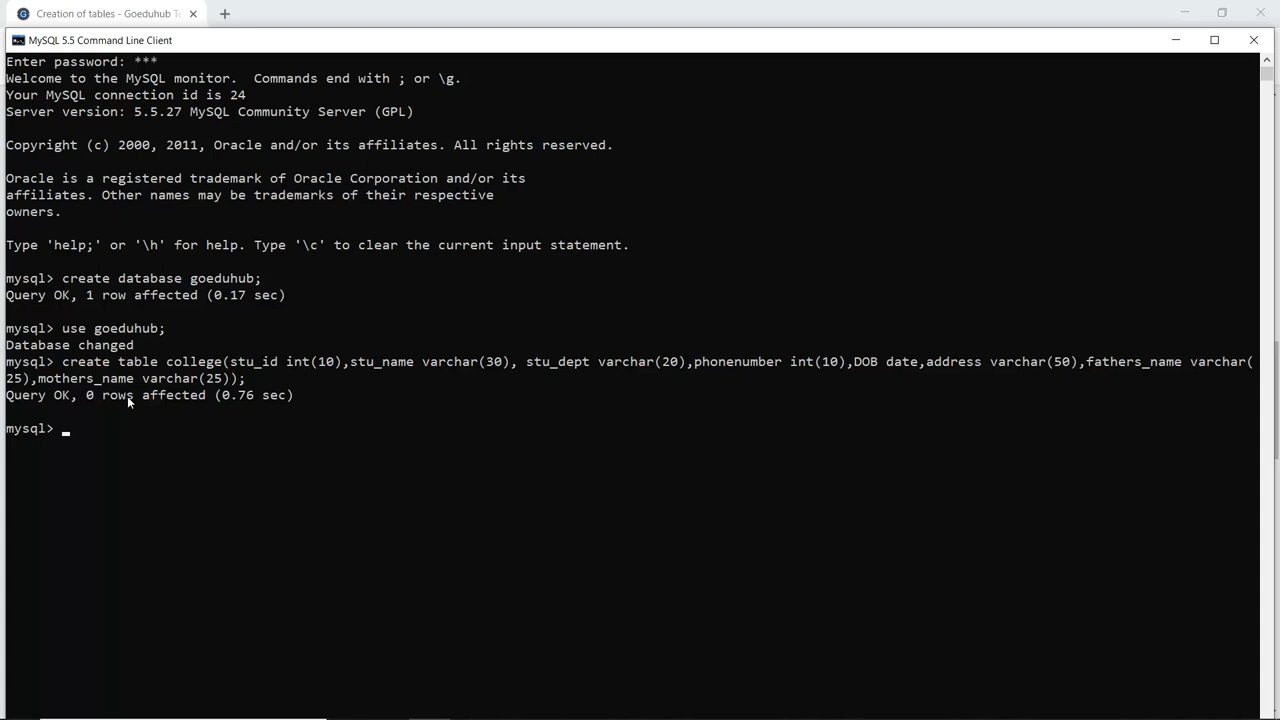 Creation of tables - Goeduhub Te
MySQL 5.5 Command Line Client
Enter password: ***
Welcome to the MySQL monitor.  Commands end with ; or \g.
Your MySQL connection id is 24
Server version: 5.5.27 MySQL Community Server (GPL)
Copyright (c) 2000, 2011, Oracle and/or its affiliates. All rights reserved.
Oracle is a registered trademark of Oracle Corporation and/or its
affiliates. Other names may be trademarks of their respective
owners.
Type 'help;' or '\h' for help. Type '\c' to clear the current input statement.
mysql> create database goeduhub;
Query OK, 1 row affected (0.17 sec)
mysql> use goeduhub;
Database changed
mysql> create table college(stu_id int(10),stu_name varchar(30), stu_dept varchar(20),phonenumber int(10),DOB date,address varchar(50),fathers_name varchar(
25),mothers_name varchar(25));
Query OK, 0 rows affected (0.76 sec)
mysql>